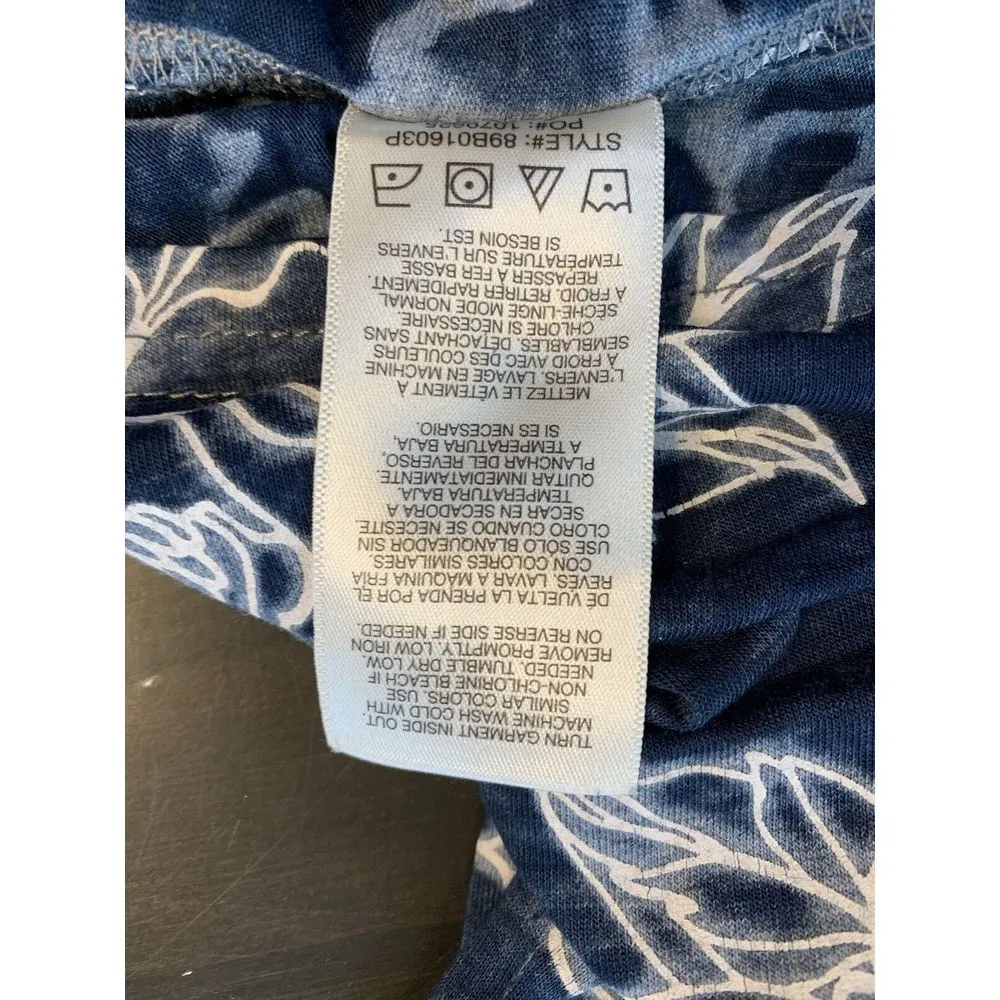 TURN GARMENT INSIDE OUT.
MACHINE WASH COLD WITH
SIMILAR COLORS. USE
NON-CHLORINE BLEACH IF
NEEDED. TUMBLE DRY LOW.
REMOVE PROMPTLY. LOW IRON
ON REVERSE SIDE IF NEEDED.
DE VUELTA LA PRENDA POR EL
REVÉS. LAVAR A MÁQUINA FRÍA
CON COLORES SIMILARES.
USE SOLO BLANQUEADOR SIN
CLORO CUANDO SE NECESITE.
SECAR EN SECADORA A
TEMPERATURA BAJA.
QUITAR INMEDIATAMENTE.
PLANCHAR DEL REVERSO,
A TEMPERATURA BAJA,
SI ES NECESARIO.
METTEZ LE VÊTEMENT À
L'ENVERS. LAVAGE EN MACHINE
À FROID AVEC DES COULEURS
SEMBLABLES. DÉTACHANT SANS
CHLORE SI NÉCESSAIRE
SÈCHE-LINGE MODE NORMAL
À FROID. RETIRER RAPIDEMENT.
REPASSER À FER BASSE
TEMPÉRATURE SUR L'ENVERS
SI BESOIN EST.
STYLE#: 89B01603P
PO#: